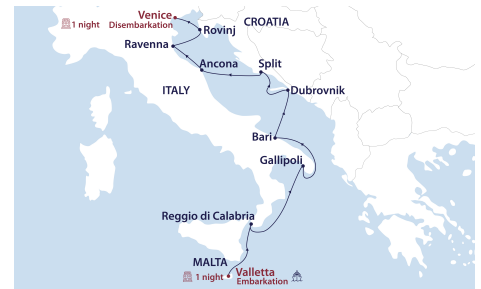 Venice
1 night Disembarkation
CROATIA
Rovinj
Ravenna
Ancona
Split
ITALY
Dubrovnik
Bari
Gallipoli
Reggio di Calabria
MALTA
Valletta
1 night Embarkation